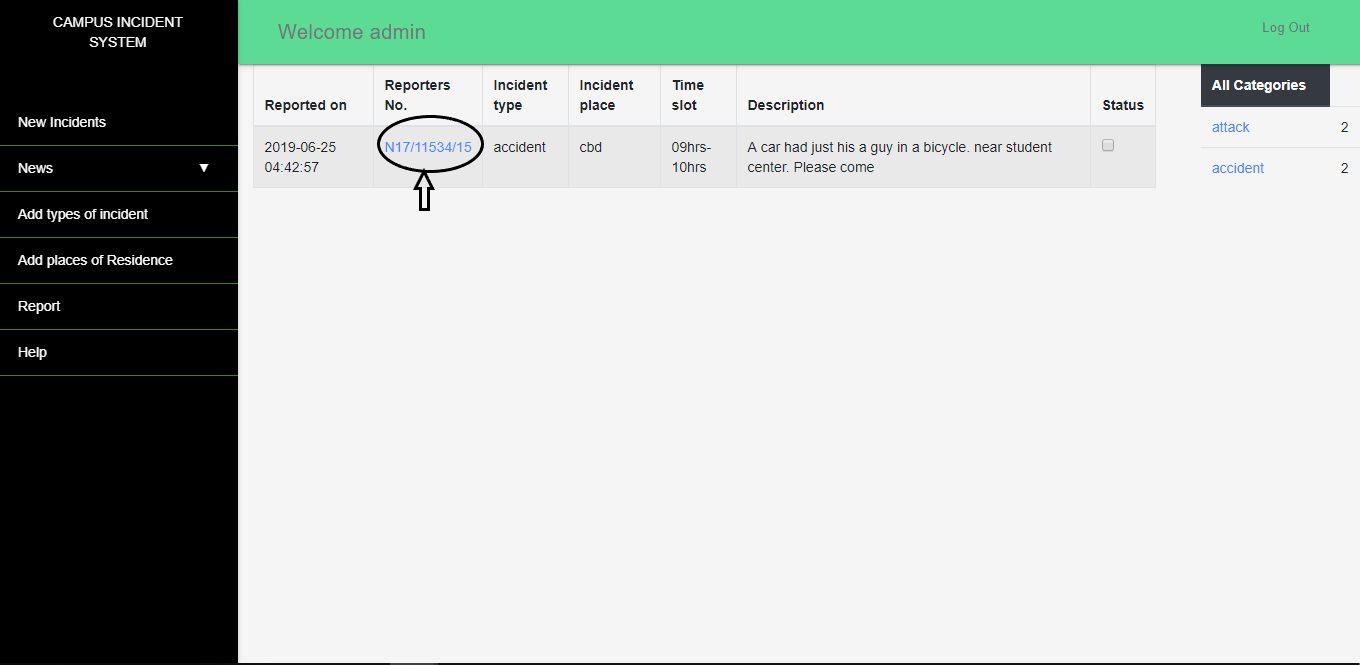 CAMPUS INCIDENT
SYSTEM
New Incidents
News ▼
Add types of incident
Add places of Residence
Report
Help
Welcome admin
Log Out
Reported on
Reporters
No.
Incident
type
Incident
place
Time
slot
Description
Status
2019-06-25
04:42:57
N17/11534/15
accident
cbd
09hrs-
10hrs
A car had just his a guy in a bicycle. near student
center. Please come
All Categories
attack 2
accident 2